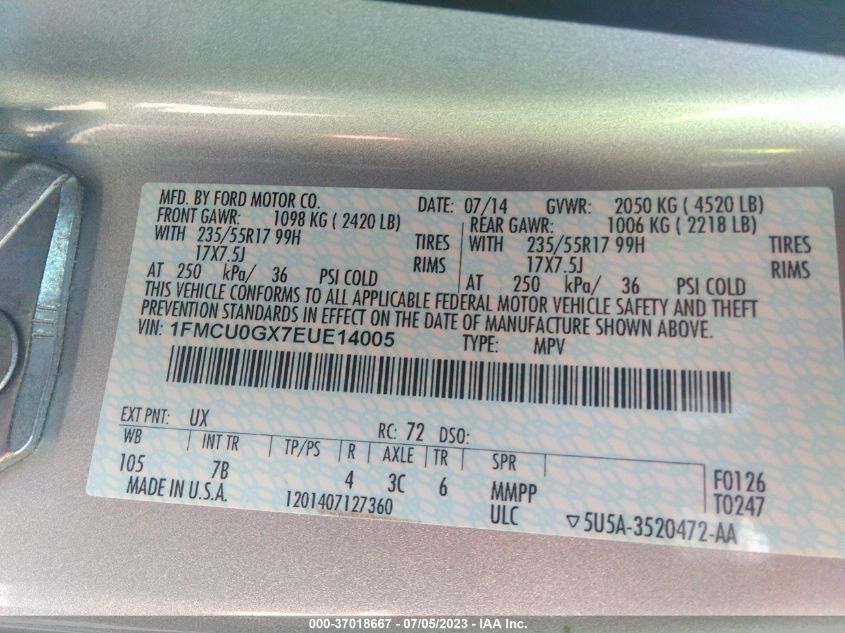 MFD. BY FORD MOTOR CO. DATE: 07/14 GVWR: 2050 KG ( 4520 LB)
FRONT GAWR: 1098 KG ( 2420 LB) REAR GAWR: 1006 KG ( 2218 LB)
WITH 235/55R17 99H TIRES WITH 235/55R17 99H TIRES
17X7.5J RIMS 17X7.5J RIMS
AT 250 kPa/ 36 PSI COLD AT 250 kPa/ 36 PSI COLD
THIS VEHICLE CONFORMS TO ALL APPLICABLE FEDERAL MOTOR VEHICLE SAFETY AND THEFT
PREVENTION STANDARDS IN EFFECT ON THE DATE OF MANUFACTURE SHOWN ABOVE.
VIN: 1FMCU0GX7EUE14005 TYPE: MPV
EXT PNT: UX RC: 72 DSO:
WB INT TR TP/PS R AXLE TR SPR
105 7B 4 3C 6 MMPP F0126
MADE IN U.S.A. 1201407127360 ULC T0247
▽5U5A-3520472-AA
000-37018667 - 07/05/2023 - IAA Inc.